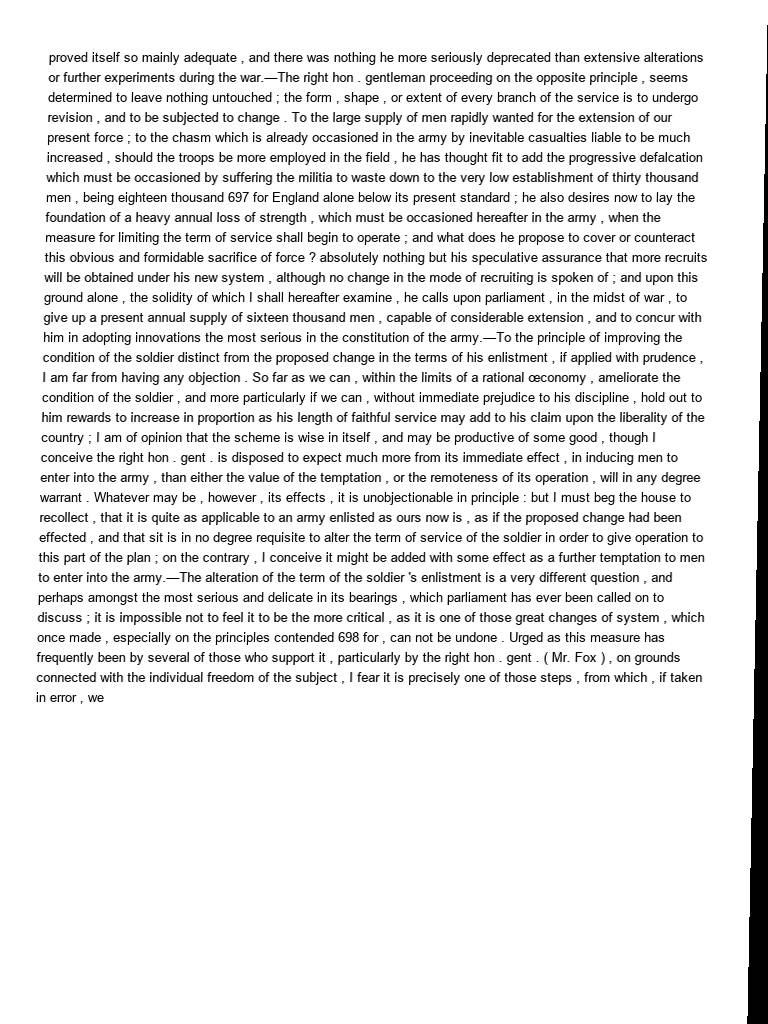 proved itself so mainly adequate , and there was nothing he more seriously deprecated than extensive alterations
or further experiments during the war.—The right hon . gentleman proceeding on the opposite principle , seems
determined to leave nothing untouched ; the form , shape , or extent of every branch of the service is to undergo
revision , and to be subjected to change . To the large supply of men rapidly wanted for the extension of our
present force ; to the chasm which is already occasioned in the army by inevitable casualties liable to be much
increased , should the troops be more employed in the field , he has thought fit to add the progressive defalcation
which must be occasioned by suffering the militia to waste down to the very low establishment of thirty thousand
men , being eighteen thousand 697 for England alone below its present standard ; he also desires now to lay the
foundation of a heavy annual loss of strength , which must be occasioned hereafter in the army , when the
measure for limiting the term of service shall begin to operate ; and what does he propose to cover or counteract
this obvious and formidable sacrifice of force ? absolutely nothing but his speculative assurance that more recruits
will be obtained under his new system , although no change in the mode of recruiting is spoken of ; and upon this
ground alone , the solidity of which I shall hereafter examine , he calls upon parliament , in the midst of war , to
give up a present annual supply of sixteen thousand men , capable of considerable extension , and to concur with
him in adopting innovations the most serious in the constitution of the army.—To the principle of improving the
condition of the soldier distinct from the proposed change in the terms of his enlistment , if applied with prudence ,
I am far from having any objection . So far as we can , within the limits of a rational œconomy , ameliorate the
condition of the soldier , and more particularly if we can , without immediate prejudice to his discipline , hold out to
him rewards to increase in proportion as his length of faithful service may add to his claim upon the liberality of the
country ; I am of opinion that the scheme is wise in itself , and may be productive of some good , though I
conceive the right hon . gent . is disposed to expect much more from its immediate effect , in inducing men to
enter into the army , than either the value of the temptation , or the remoteness of its operation , will in any degree
warrant . Whatever may be , however , its effects , it is unobjectionable in principle : but I must beg the house to
recollect , that it is quite as applicable to an army enlisted as ours now is , as if the proposed change had been
effected , and that sit is in no degree requisite to alter the term of service of the soldier in order to give operation to
this part of the plan ; on the contrary , I conceive it might be added with some effect as a further temptation to men
to enter into the army.—The alteration of the term of the soldier 's enlistment is a very different question , and
perhaps amongst the most serious and delicate in its bearings , which parliament has ever been called on to
discuss ; it is impossible not to feel it to be the more critical , as it is one of those great changes of system , which
once made , especially on the principles contended 698 for , can not be undone . Urged as this measure has
frequently been by several of those who support it , particularly by the right hon . gent . ( Mr. Fox ) , on grounds
connected with the individual freedom of the subject , I fear it is precisely one of those steps , from which , if taken
in error , we